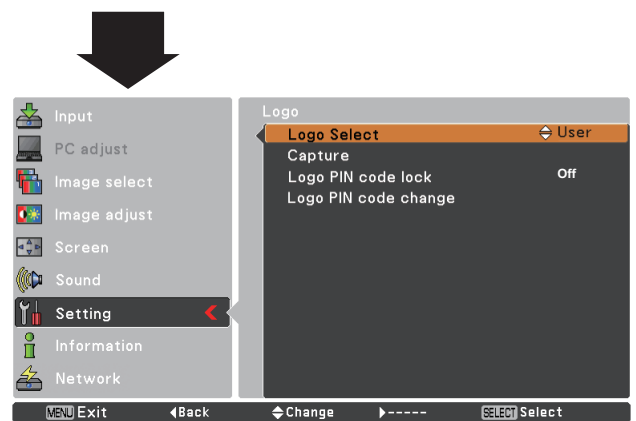 Input
PC adjust
Image select
Image adjust
Screen
Sound
Setting
Information
Network
Logo
Logo Select User
Capture
Logo PIN code lock Off
Logo PIN code change
MENU Exit Back Change ----- SELECT Select